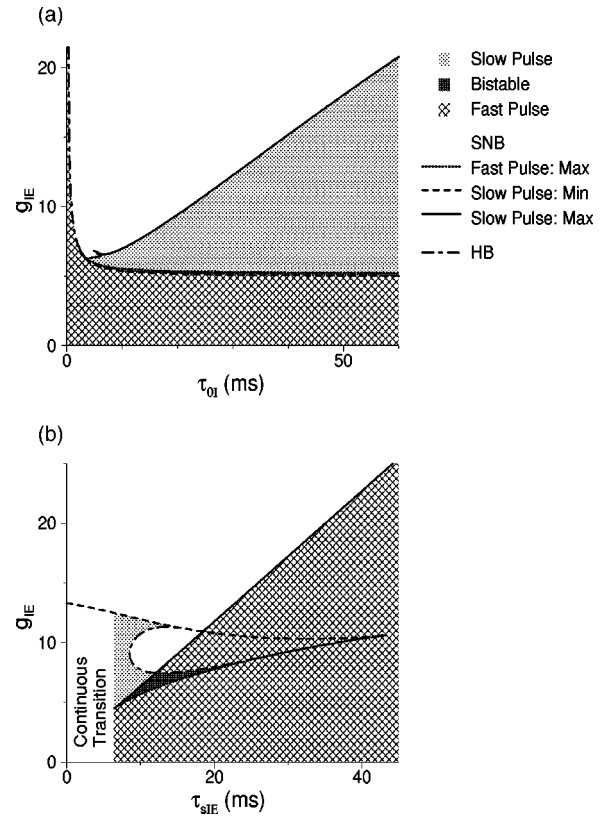 (a)
20
10
0
g_IE
0
50
τ_0I (ms)
Slow Pulse
Bistable
Fast Pulse
SNB
Fast Pulse: Max
Slow Pulse: Min
Slow Pulse: Max
HB
(b)
20
10
0
g_IE
Continuous
Transition
0
20
40
τ_sIE (ms)